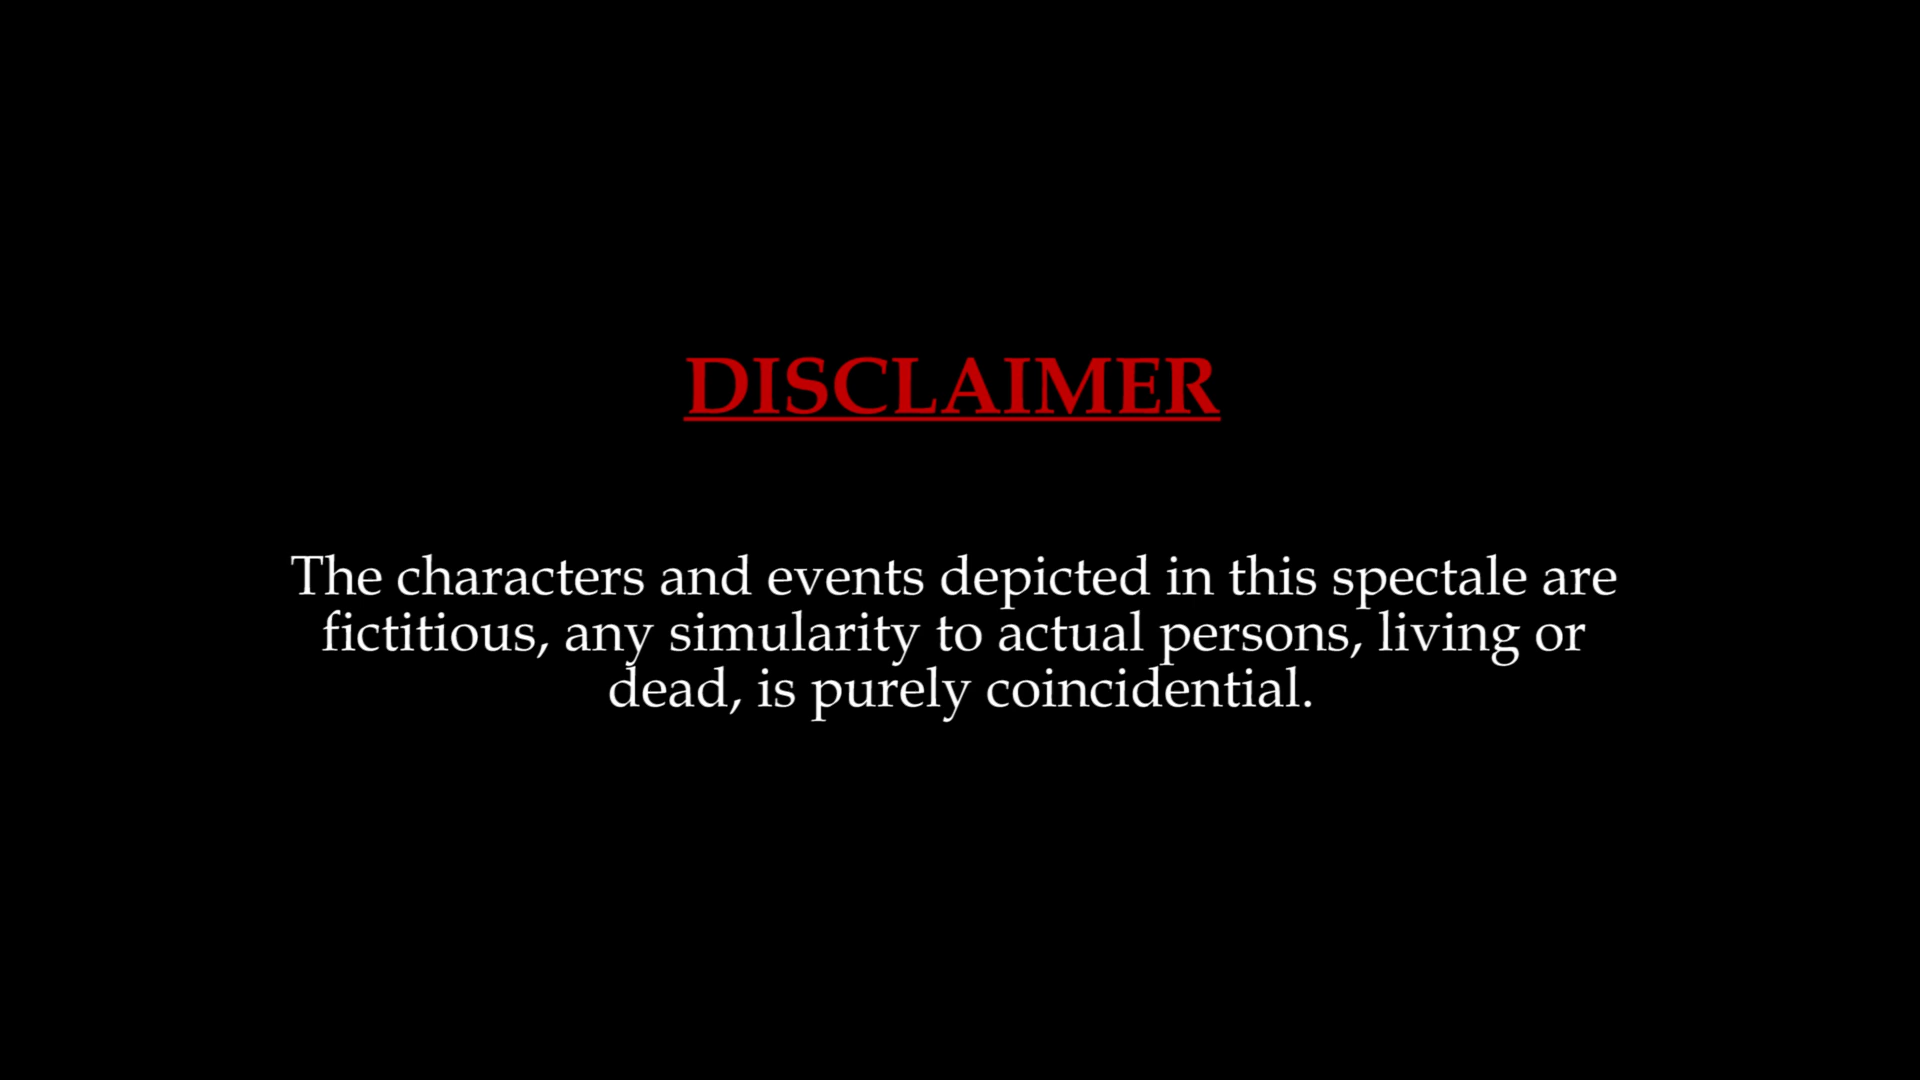 DISCLAIMER
The characters and events depicted in this spectale are
fictitious, any simularity to actual persons, living or
dead, is purely coincidential.